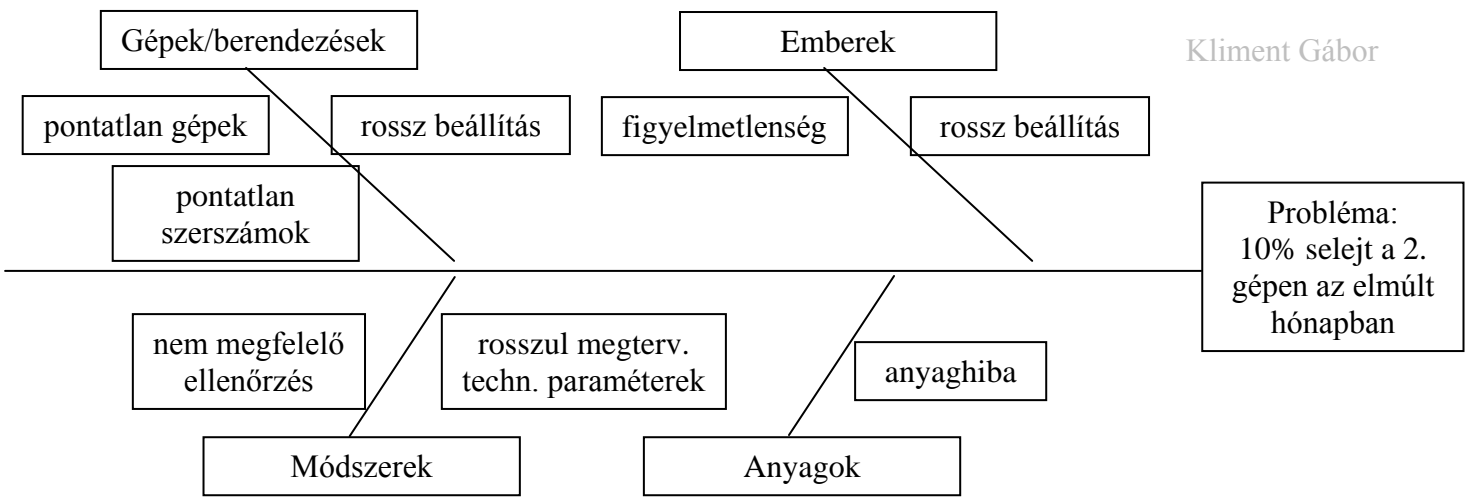 Gépek/berendezések
Emberek
Kliment Gábor
pontatlan gépek
rossz beállítás
figyelmetlenség
rossz beállítás
pontatlan
szerszámok
Probléma:
10% selejt a 2.
gépen az elmúlt
hónapban
nem megfelelő
ellenőrzés
rosszul megterv.
techn. paraméterek
anyaghiba
Módszerek
Anyagok